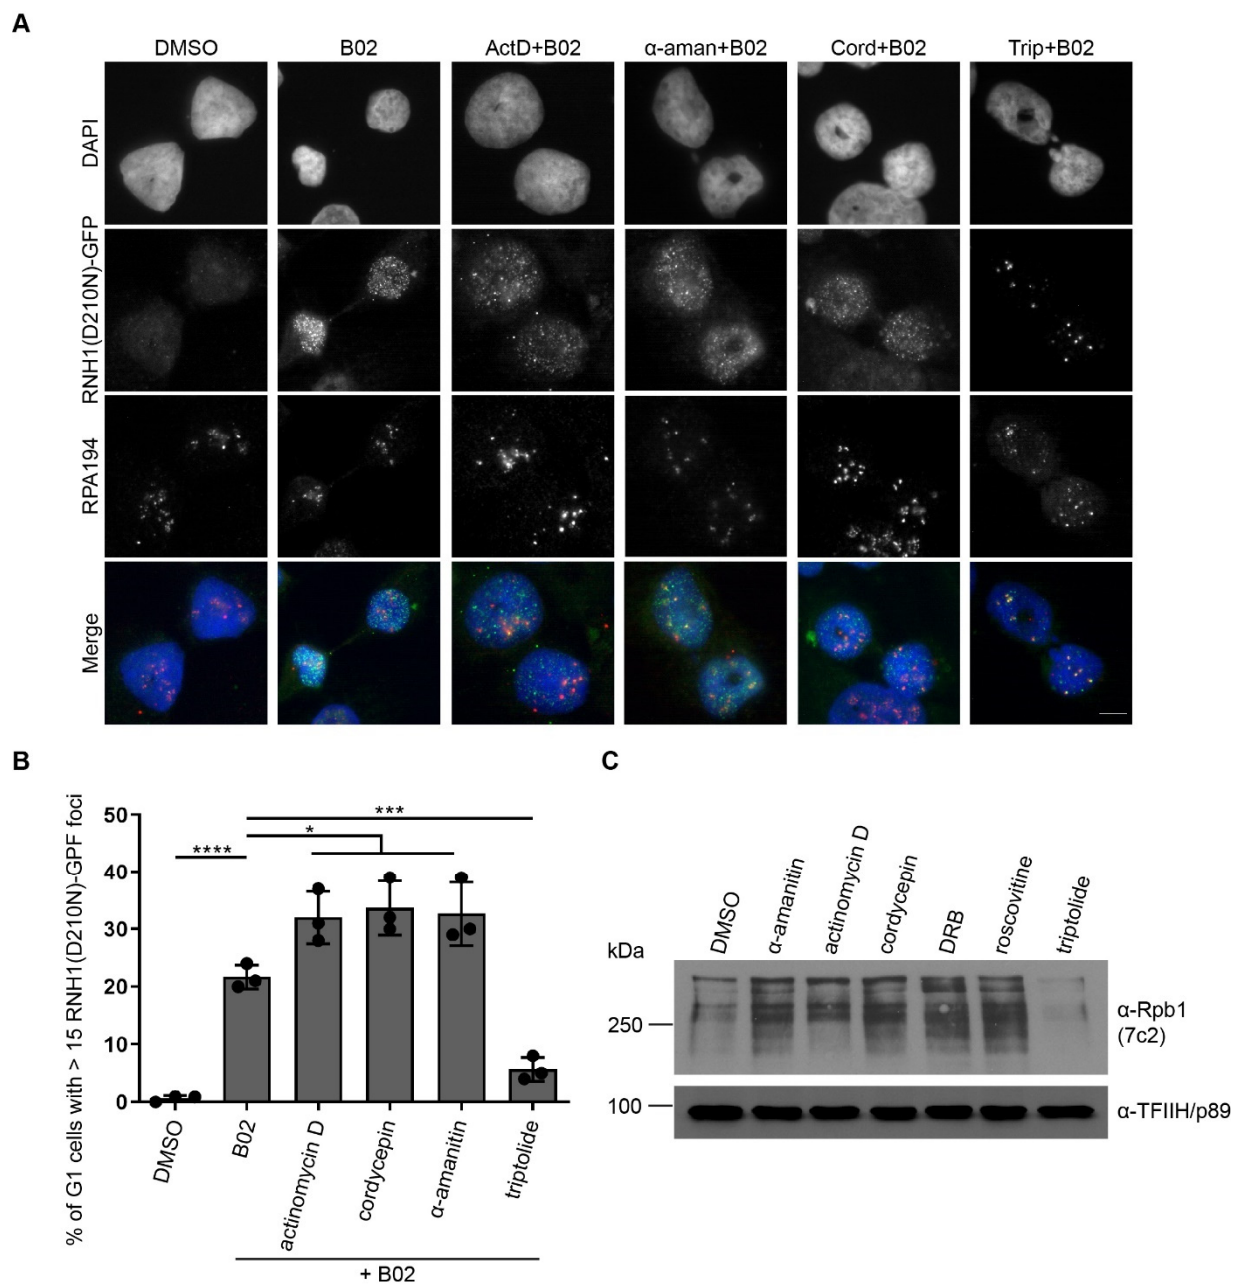 A
DMSO B02 ActD+B02 α-aman+B02 Cord+B02 Trip+B02
DAPI
RNH1(D210N)-GFP
RPA194
Merge
B
% of G1 cells with > 15 RNH1(D210N)-GPF foci
50
40
30
20
10
0
****
*
***
DMSO
B02
actinomycin D
cordycepin
α-amanitin
triptolide
+ B02
C
kDa
DMSO
α-amanitin
actinomycin D
cordycepin
DRB
roscovitine
triptolide
250
α-Rpb1
(7c2)
100
α-TFIIH/p89